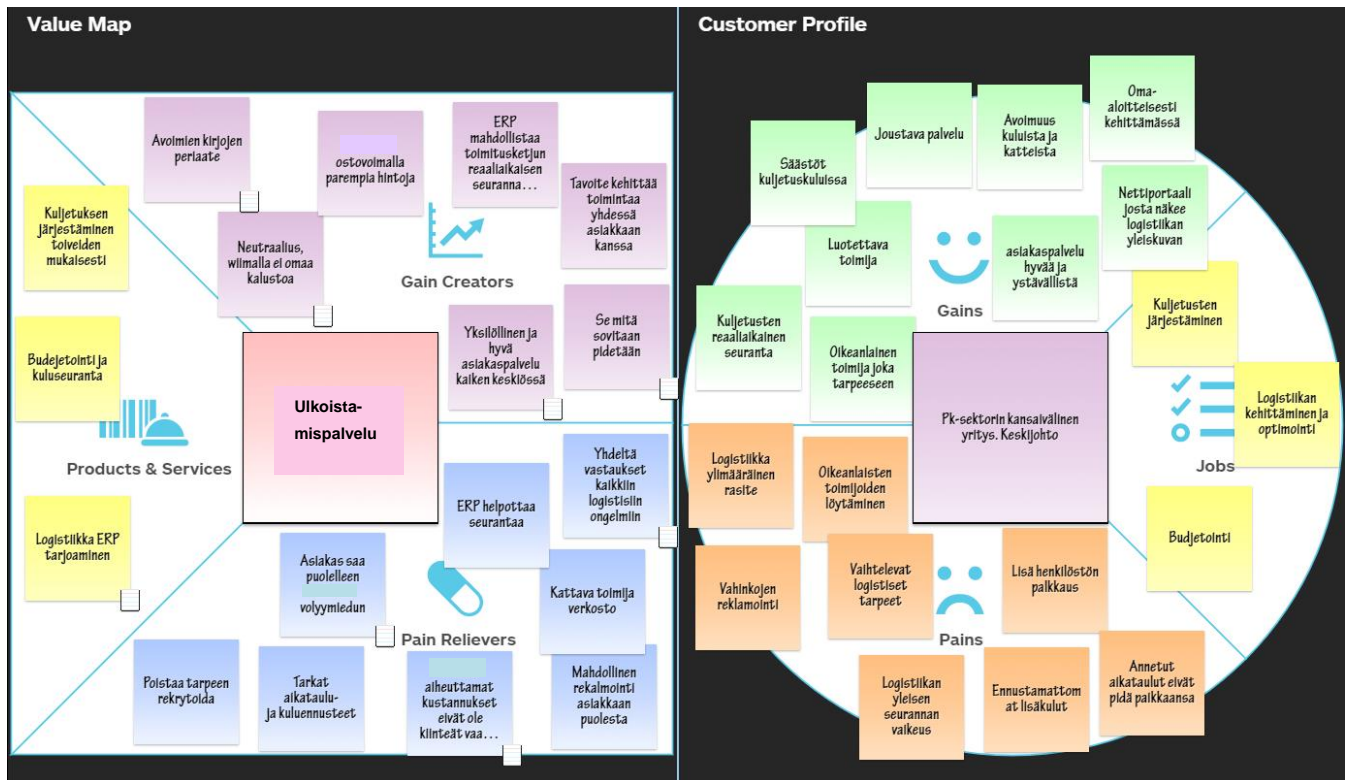 Value Map
Avoimien kirjojen
periaate
ostovoimalla
parempia hintoja
ERP
mahdollistaa
toimitusketjun
reaaliaikaisen
seuranna...
Tavoite kehittää
toimintaa
yhdessä
asiakkaan
kanssa
Kuljetuksen
järjestäminen
toiveiden
mukaisesti
Neutraalius,
wiimalla ei omaa
kalustoa
Gain Creators
Yksilöllinen ja
hyvä
asiakaspalvelu
kaiken keskiössä
Se mitä
sovitaan
pidetään
Budejetointi ja
kuluseuranta
Products & Services
Logistiikka ERP
tarjoaminen
Ulkoista-
mispalvelu
ERP helpottaa
seurantaa
Yhdeltä
vastaukset
kaikkiin
logistisiin
ongelmiin
Asiakas saa
puolelleen
volyymiedun
Pain Relievers
Kattava toimija
verkosto
Poistaa tarpeen
rekrytoida
Tarkat
aikataulu-
ja kuluennusteet
aiheuttamat
kustannukset
eivät ole
kiinteät vaa...
Mahdollinen
rekalmointi
asiakkaan
puolesta
Customer Profile
Säästöt
kuljetuskuluissa
Joustava palvelu
Avoimuus
kuluista ja
katteista
Oma-
aloitteisesti
kehittämässä
Luotettava
toimija
Nettiportaali
josta näkee
logistiikan
yleiskuvan
asiakaspalvelu
hyvää ja
ystävällistä
Gains
Kuljetusten
reaaliaikainen
seuranta
Oikeanlainen
toimija joka
tarpeeseen
Kuljetusten
järjestäminen
Logistiikan
kehittäminen ja
optimointi
Jobs
Budjetointi
Pk-sektorin kansaivälinen
yritys. Keskijohto
Logistiikka
ylimääräinen
rasite
Oikeanlaisten
toimijoiden
löytäminen
Vahinkojen
reklamointi
Vaihtelevat
logistiset
tarpeet
Lisä henkilöstön
palkkaus
Pains
Logistiikan
yleisen
seurannan
vaikeus
Ennustamattom
at lisäkulut
Annetut
aikataulut eivät
pidä paikkaansa